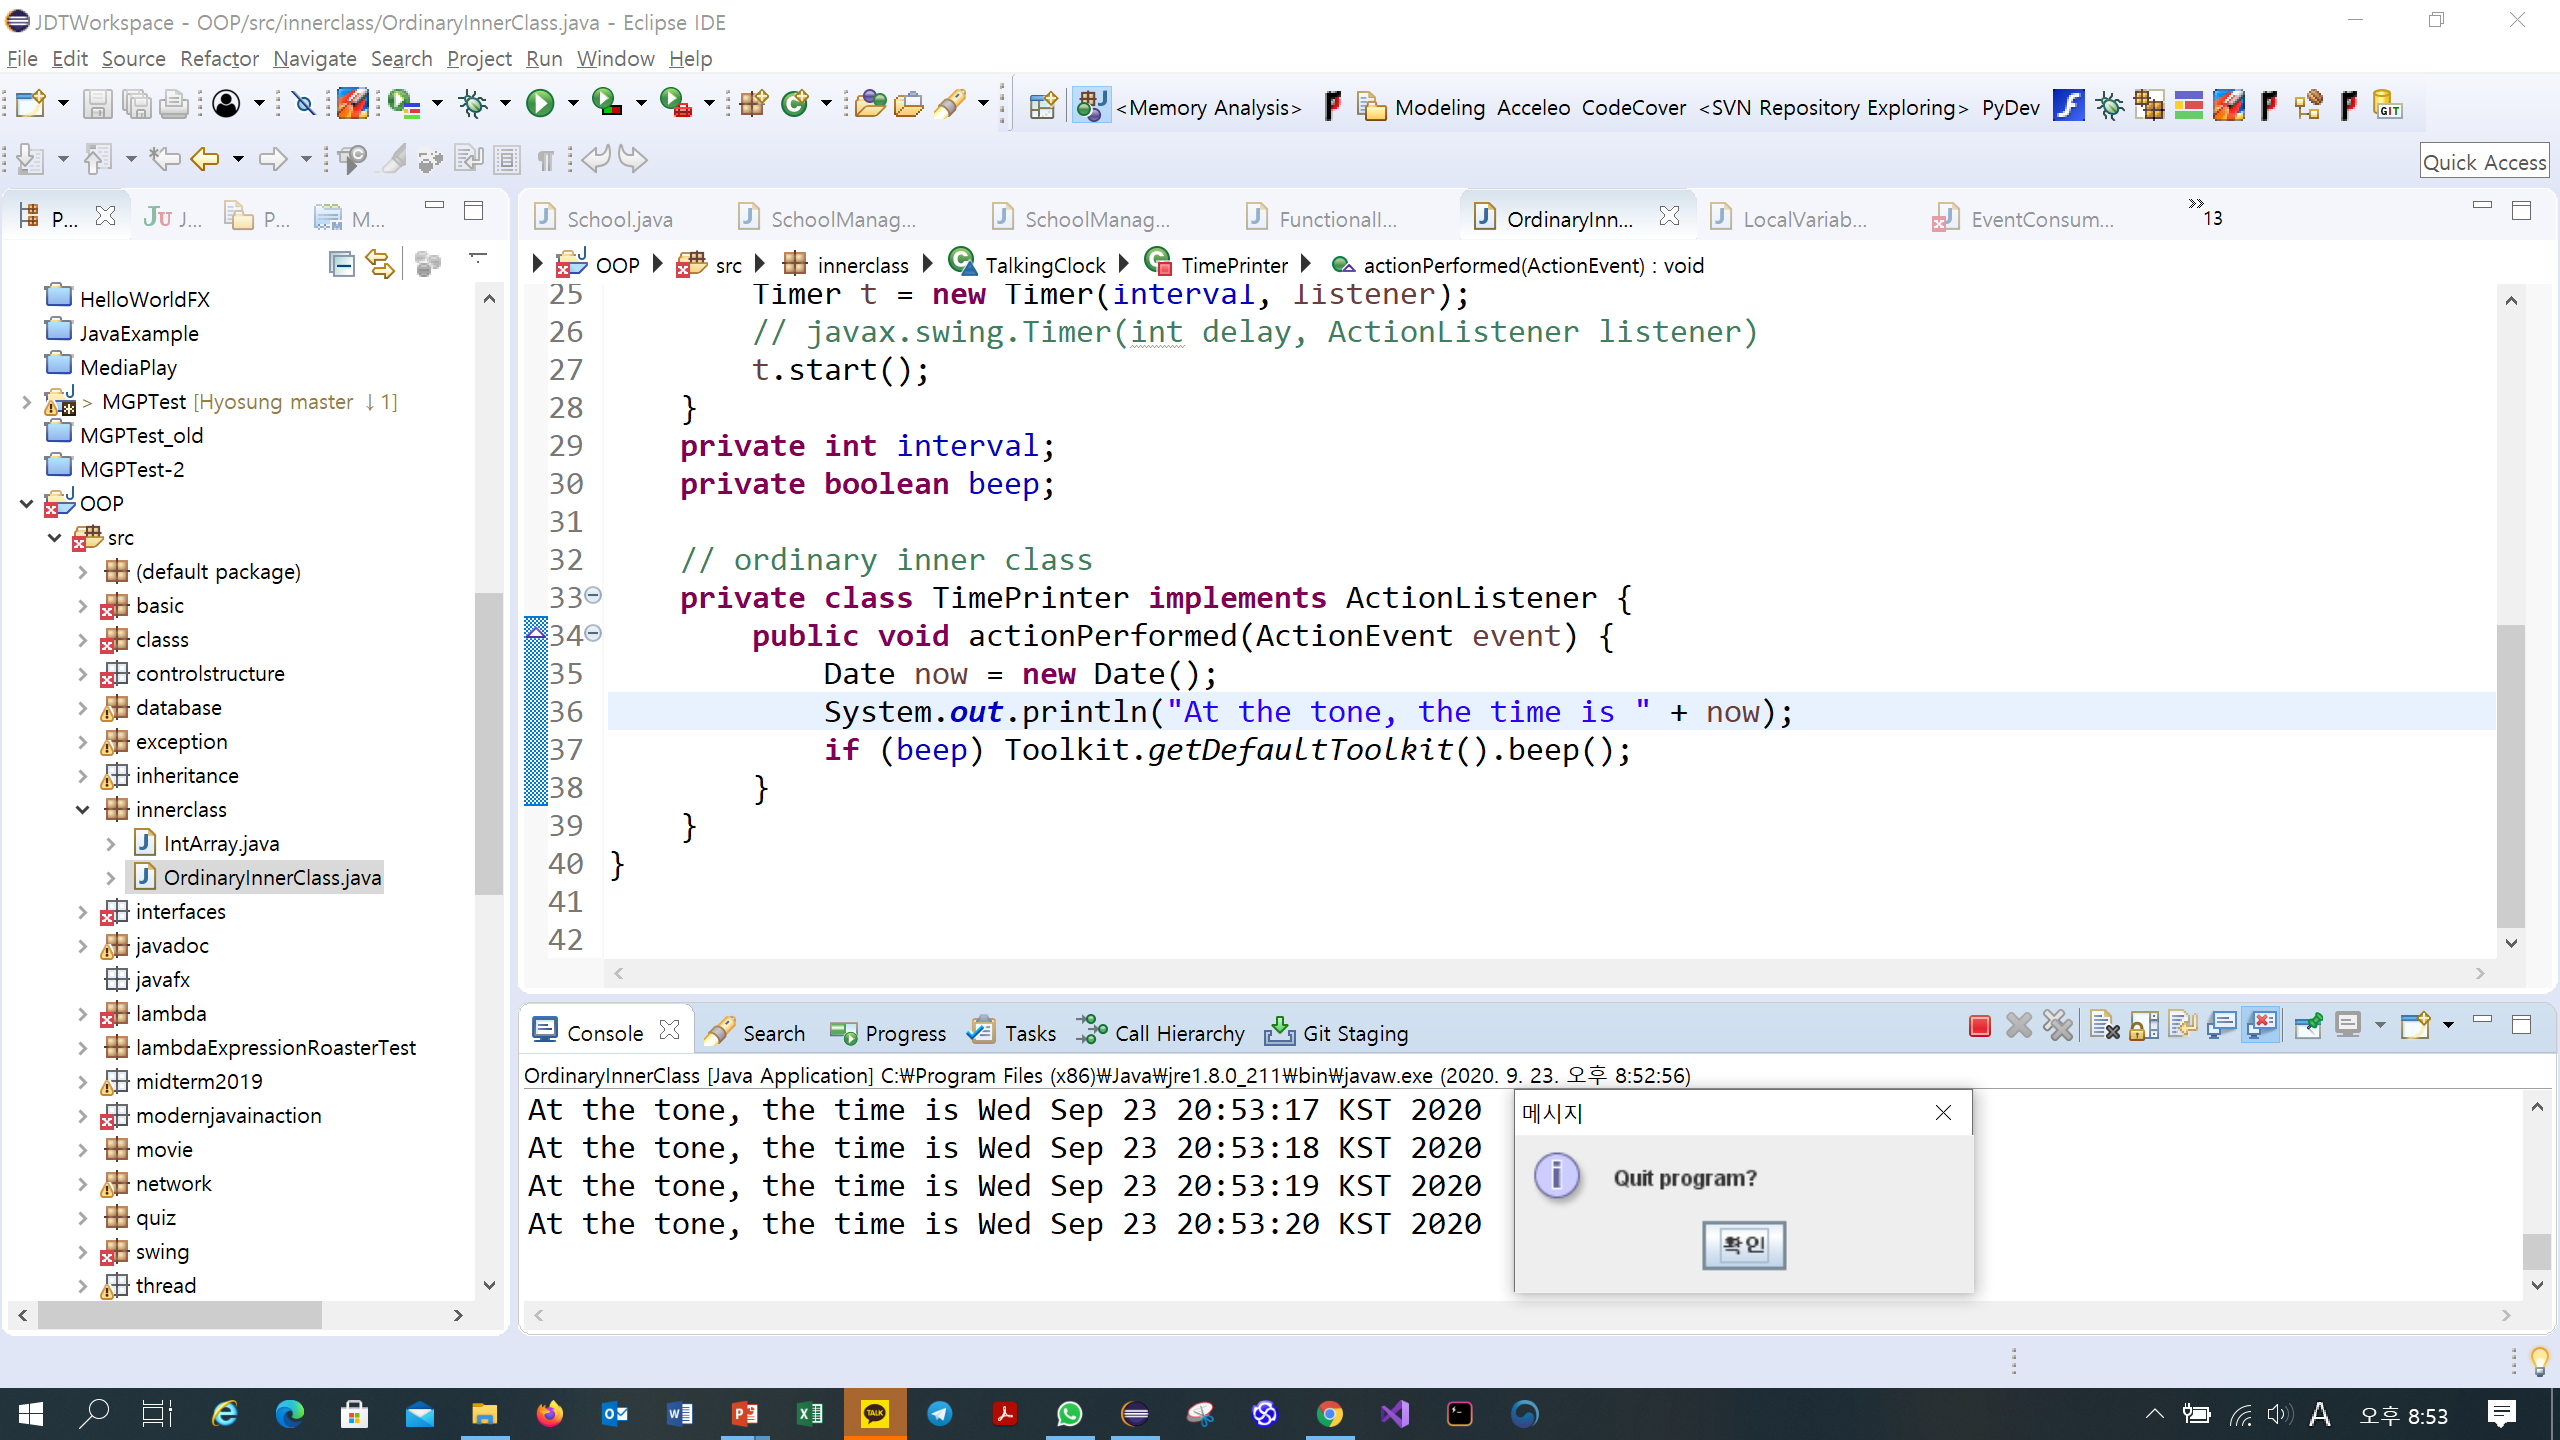 JDTWorkspace - OOP/src/innerclass/OrdinaryInnerClass.java - Eclipse IDE
File Edit Source Refactor Navigate Search Project Run Window Help
<Memory Analysis> Modeling Acceleo CodeCover <SVN Repository Exploring> PyDev
Quick Access
P... J... P... M...
School.java SchoolManag... SchoolManag... FunctionalI... OrdinaryInn... LocalVariab... EventConsum... »13
OOP src innerclass TalkingClock TimePrinter actionPerformed(ActionEvent) : void
HelloWorldFX
JavaExample
MediaPlay
> MGPTest [Hyosung master ↓1]
MGPTest_old
MGPTest-2
OOP
src
(default package)
basic
classs
controlstructure
database
exception
inheritance
innerclass
IntArray.java
OrdinaryInnerClass.java
interfaces
javadoc
javafx
lambda
lambdaExpressionRoasterTest
midterm2019
modernjavainaction
movie
network
quiz
swing
thread
25 Timer t = new Timer(interval, listener);
26 // javax.swing.Timer(int delay, ActionListener listener)
27 t.start();
28 }
29 private int interval;
30 private boolean beep;
31
32 // ordinary inner class
33 private class TimePrinter implements ActionListener {
34 public void actionPerformed(ActionEvent event) {
35 Date now = new Date();
36 System.out.println("At the tone, the time is " + now);
37 if (beep) Toolkit.getDefaultToolkit().beep();
38 }
39 }
40 }
41
42
Console Search Progress Tasks Call Hierarchy Git Staging
OrdinaryInnerClass [Java Application] C:₩Program Files (x86)₩Java₩jre1.8.0_211₩bin₩javaw.exe (2020. 9. 23. 오후 8:52:56)
At the tone, the time is Wed Sep 23 20:53:17 KST 2020
At the tone, the time is Wed Sep 23 20:53:18 KST 2020
At the tone, the time is Wed Sep 23 20:53:19 KST 2020
At the tone, the time is Wed Sep 23 20:53:20 KST 2020
메시지
Quit program?
확인
A 오후 8:53